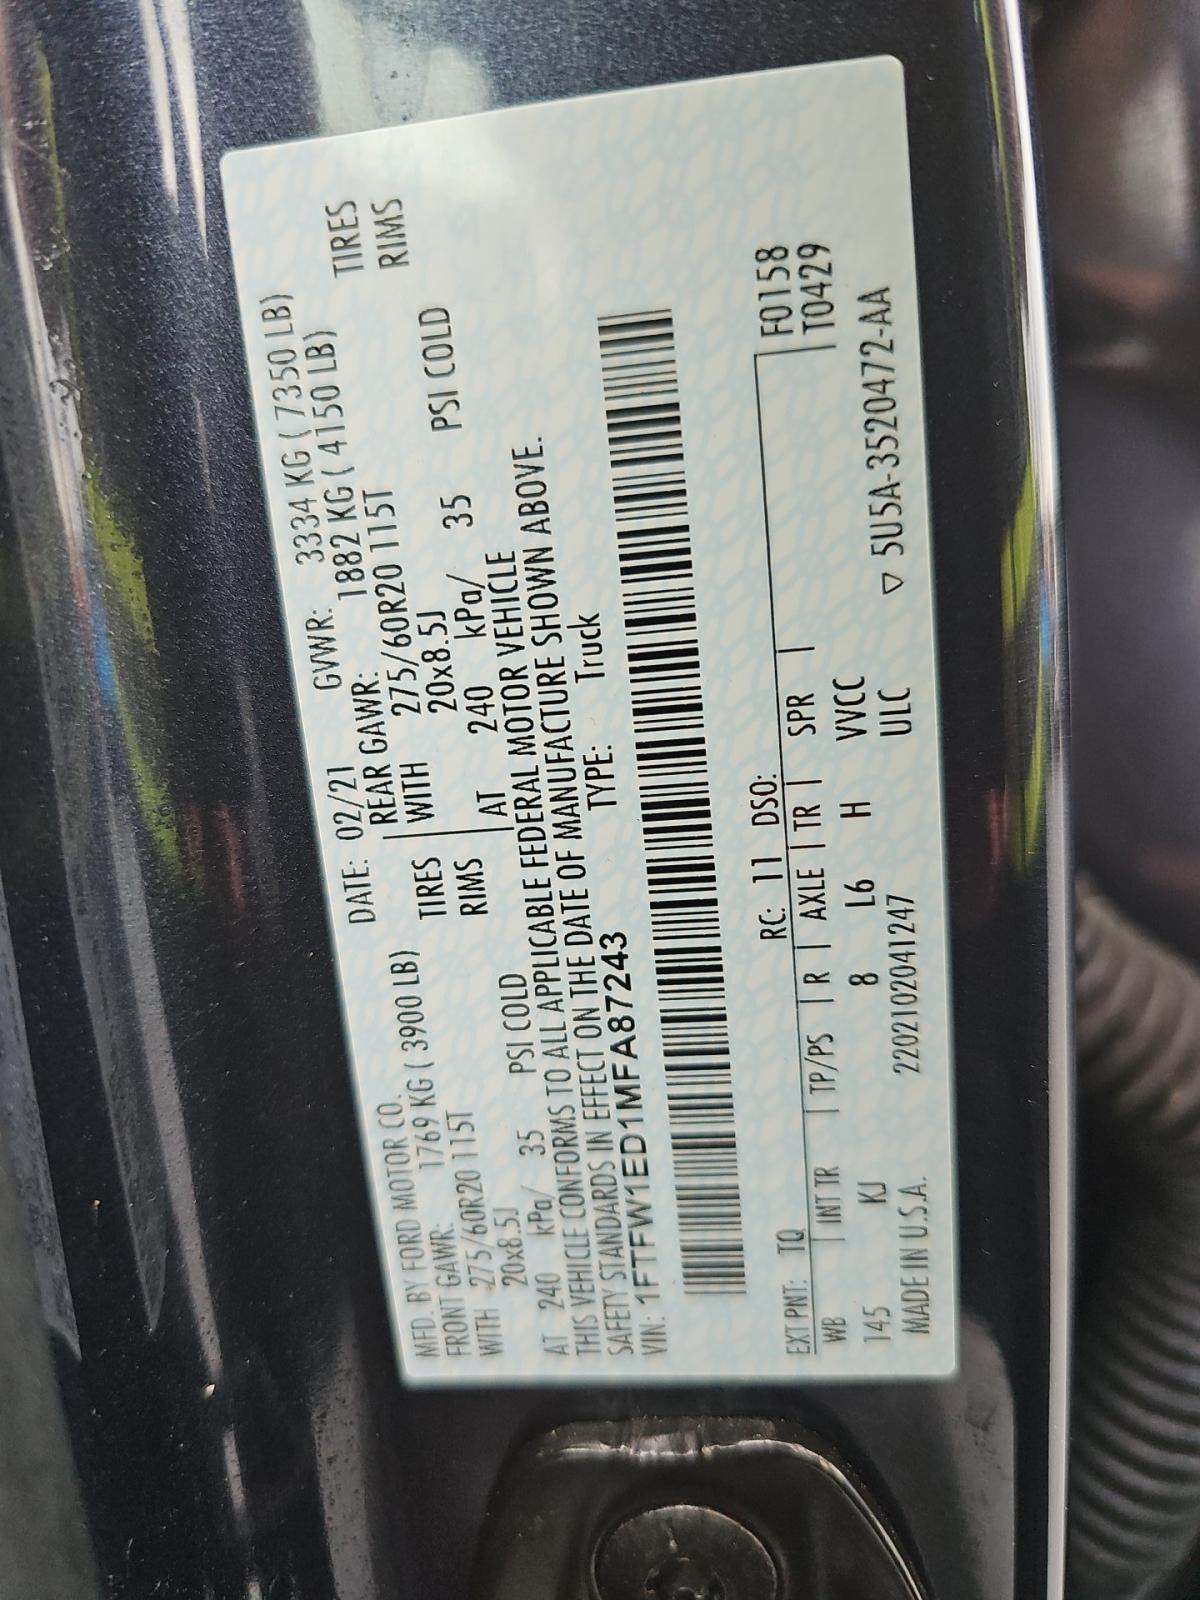 MFD. BY FORD MOTOR CO. DATE: 02/21 GVWR: 3334 KG ( 7350 LB)
FRONT GAWR: 1769 KG ( 3900 LB) REAR GAWR: 1882 KG ( 4150 LB)
WITH 275/60R20 115T TIRES WITH 275/60R20 115T TIRES
20x8.5J RIMS 20x8.5J RIMS
AT 240 kPa/ 35 PSI COLD AT 240 kPa/ 35 PSI COLD
THIS VEHICLE CONFORMS TO ALL APPLICABLE FEDERAL MOTOR VEHICLE
SAFETY STANDARDS IN EFFECT ON THE DATE OF MANUFACTURE SHOWN ABOVE.
VIN: 1FTFW1ED1MFA87243 TYPE: Truck
EXT PNT: TQ RC: 11 DSO: F0158
WB | INT TR | TP/PS | R | AXLE | TR | SPR | T0429
145 KJ 8 L6 H VVCC
MADE IN U.S.A. 220210204 1247 ULC ▽ 5U5A-3520472-AA